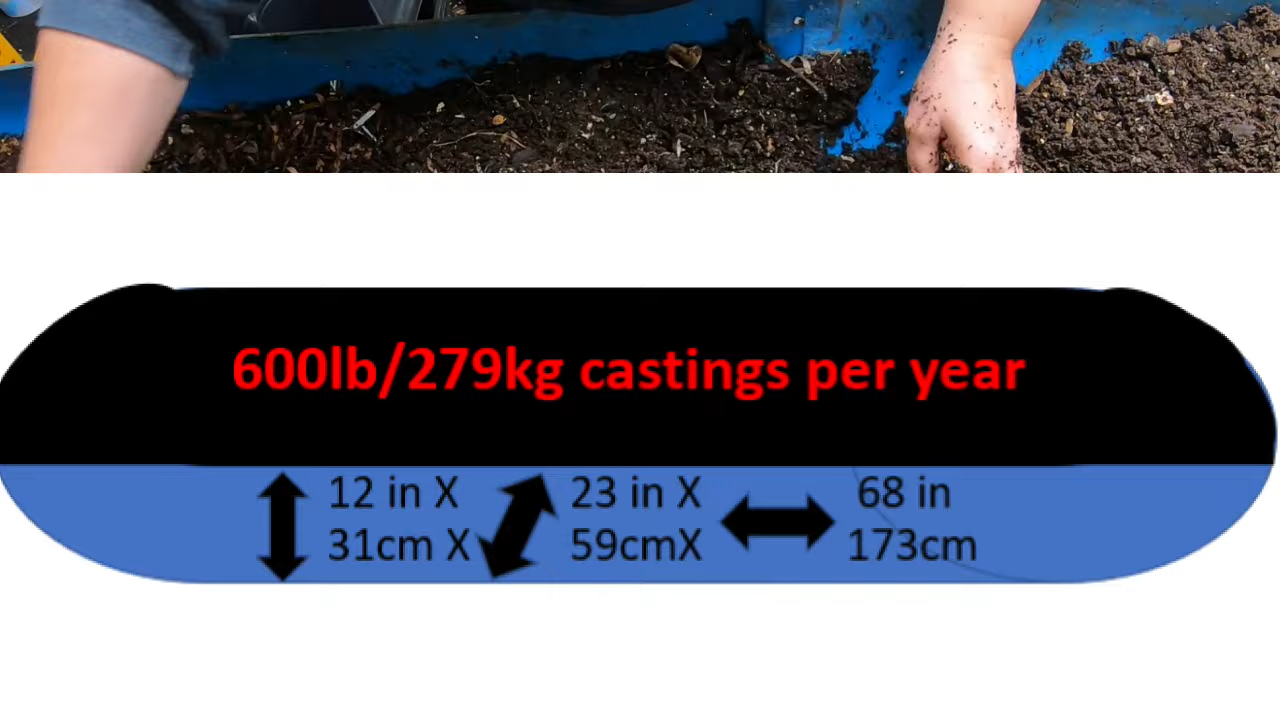 600lb/279kg castings per year
12 in X 23 in X 68 in
31cm X 59cmX 173cm